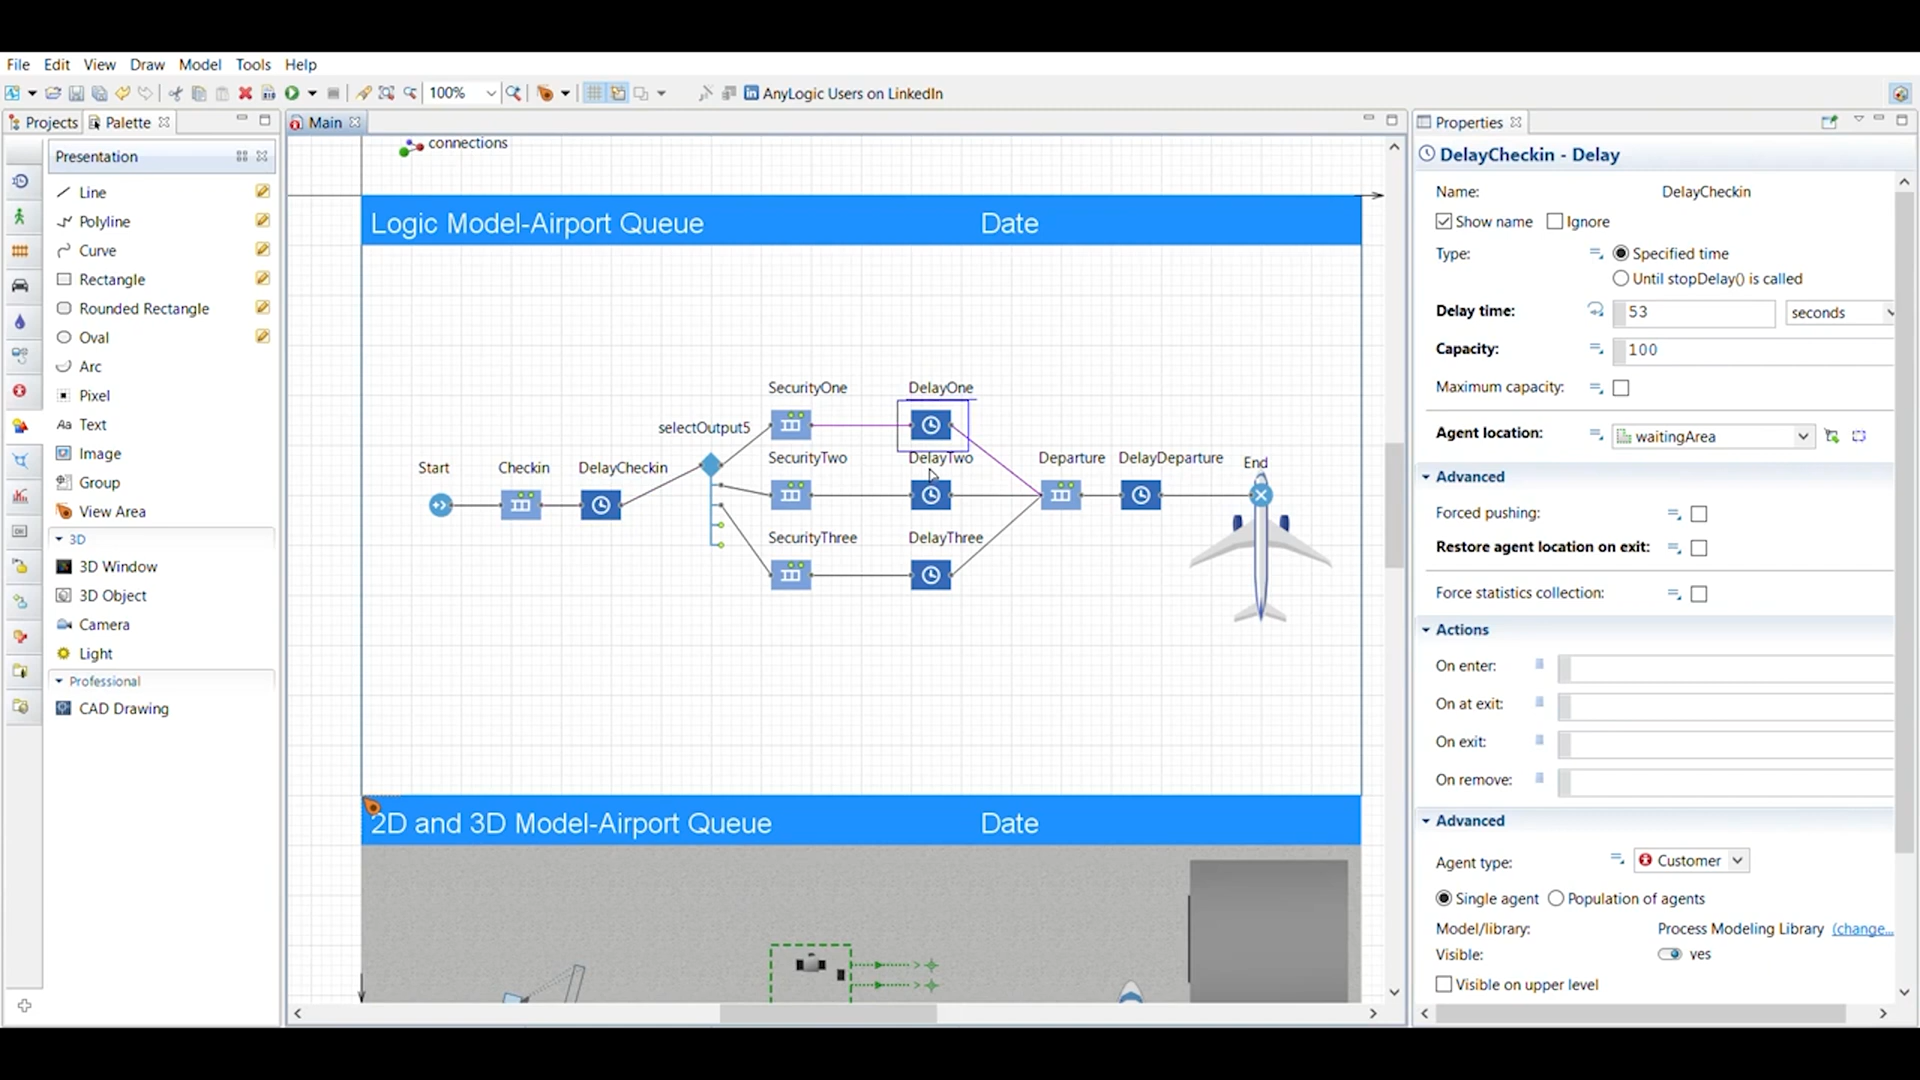 File Edit View Draw Model Tools Help
100% AnyLogic Users on LinkedIn
Projects Palette
Presentation
Line
Polyline
Curve
Rectangle
Rounded Rectangle
Oval
Arc
Pixel
Aa Text
Image
Group
View Area
3D
3D Window
3D Object
Camera
Light
Professional
CAD Drawing
Main
connections
Logic Model-Airport Queue Date
SecurityOne DelayOne
selectOutput5
SecurityTwo DelayTwo Departure DelayDeparture End
Start Checkin DelayCheckin
SecurityThree DelayThree
2D and 3D Model-Airport Queue Date
Properties
DelayCheckin - Delay
Name: DelayCheckin
Show name Ignore
Type: Specified time
Until stopDelay() is called
Delay time: 53 seconds
Capacity: 100
Maximum capacity:
Agent location: waitingArea
Advanced
Forced pushing:
Restore agent location on exit:
Force statistics collection:
Actions
On enter:
On at exit:
On exit:
On remove:
Advanced
Agent type: Customer
Single agent Population of agents
Model/library: Process Modeling Library (change...
Visible: yes
Visible on upper level